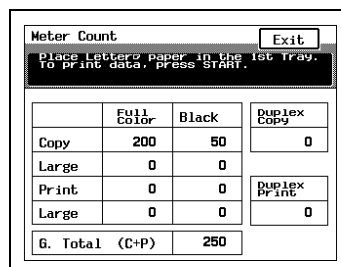 Meter Count
Exit
Place Letter▱ paper in the 1st Tray.
To print data, press START.
Full Color Black
Copy 200 50
Large 0 0
Print 0 0
Large 0 0
G. Total (C+P) 250
Duplex Copy
0
Duplex Print
0